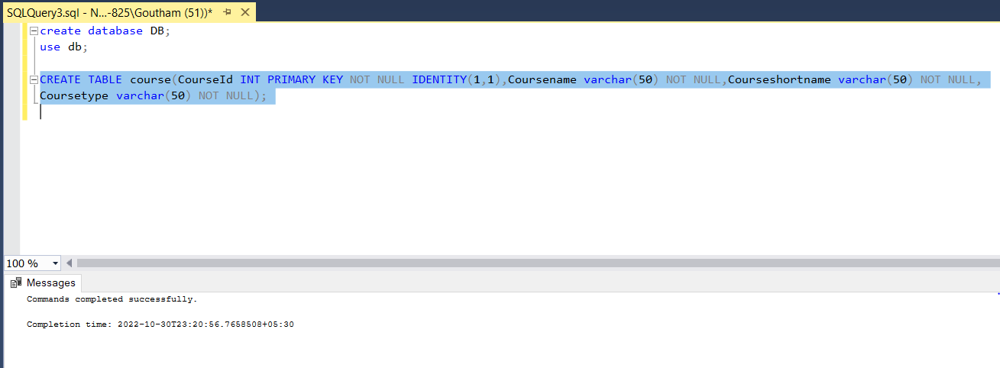 SQLQuery3.sql - N...-825\Goutham (51))*
create database DB;
use db;
CREATE TABLE course(CourseId INT PRIMARY KEY NOT NULL IDENTITY(1,1),Coursename varchar(50) NOT NULL,Courseshortname varchar(50) NOT NULL,
Coursetype varchar(50) NOT NULL);
100 %
Messages
Commands completed successfully.
Completion time: 2022-10-30T23:20:56.7658508+05:30